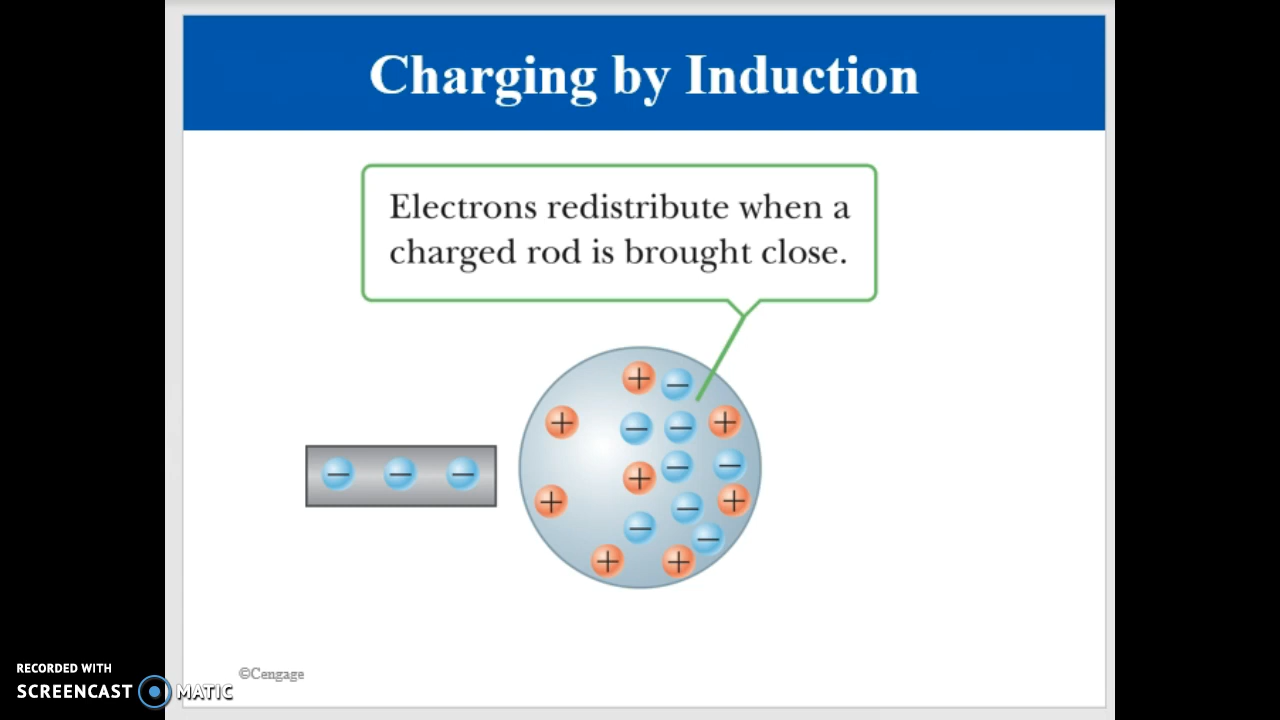 Charging by Induction
Electrons redistribute when a
charged rod is brought close.
+ −
+ − − +
− − − −
+ − −
+ + − +
− −
+ +
©Cengage
RECORDED WITH
SCREENCAST MATIC